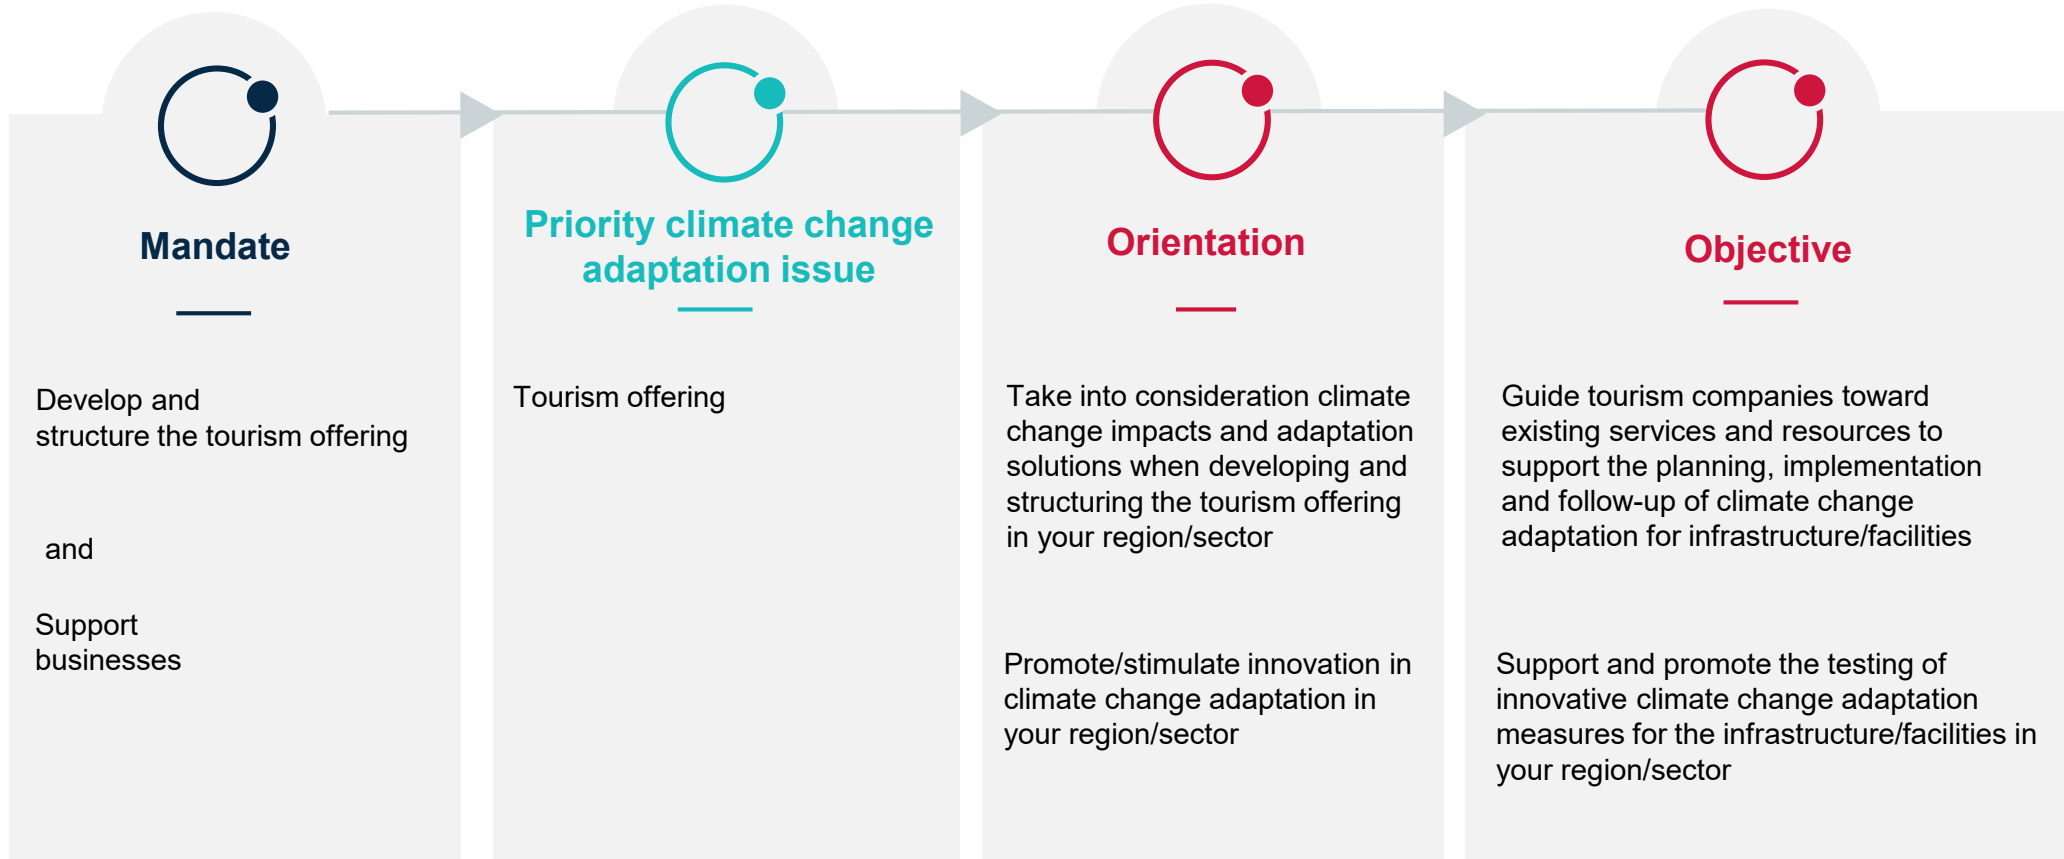 Mandate
Develop and
structure the tourism offering
and
Support
businesses
Priority climate change
adaptation issue
Tourism offering
Orientation
Take into consideration climate
change impacts and adaptation
solutions when developing and
structuring the tourism offering
in your region/sector
Promote/stimulate innovation in
climate change adaptation in
your region/sector
Objective
Guide tourism companies toward
existing services and resources to
support the planning, implementation
and follow-up of climate change
adaptation for infrastructure/facilities
Support and promote the testing of
innovative climate change adaptation
measures for the infrastructure/facilities in
your region/sector